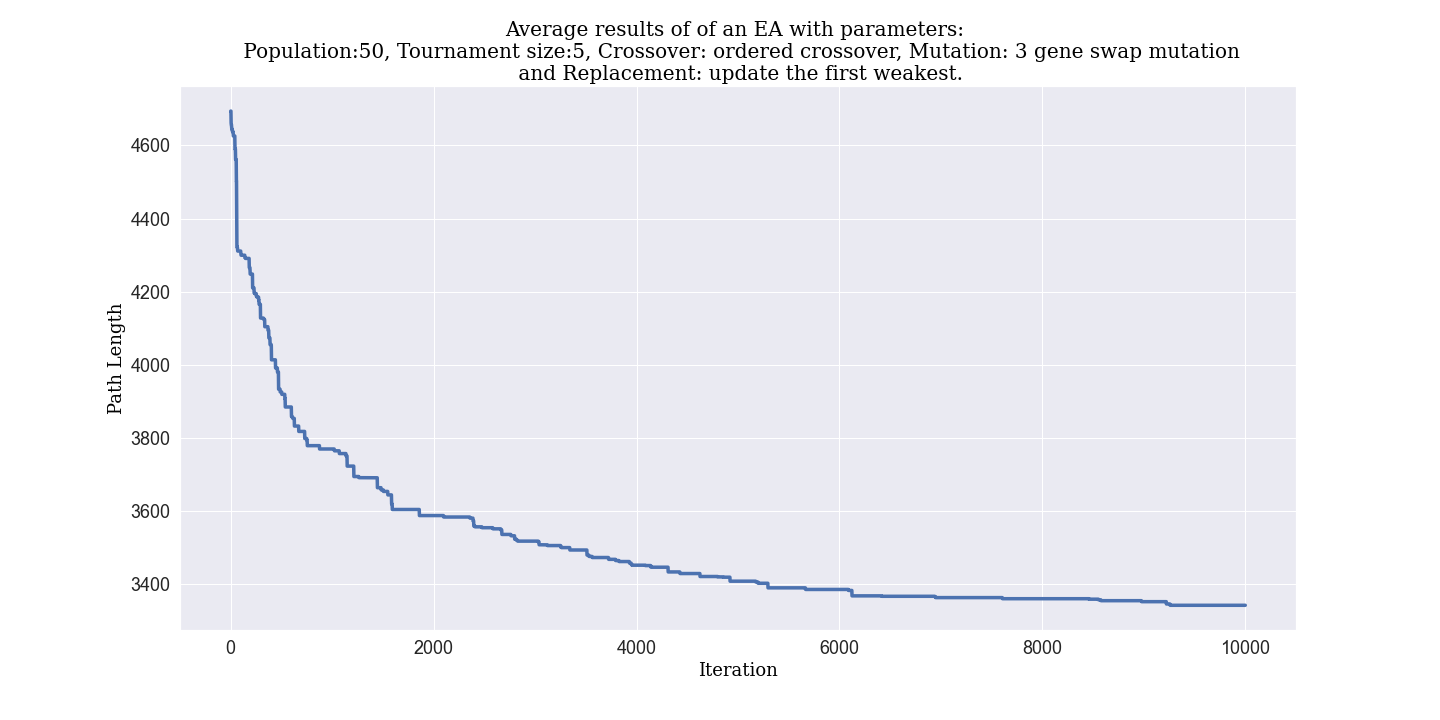 Average results of of an EA with parameters:
Population:50, Tournament size:5, Crossover: ordered crossover, Mutation: 3 gene swap mutation
and Replacement: update the first weakest.
4600
4400
4200
4000
3800
3600
3400
Path Length
0 2000 4000 6000 8000 10000
Iteration